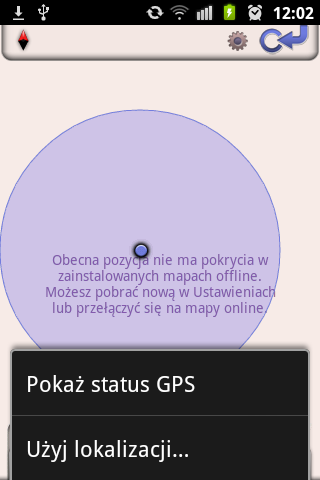 12:02
Obecna pozycja nie ma pokrycia w
zainstalowanych mapach offline.
Możesz pobrać nową w Ustawieniach
lub przełączyć się na mapy online.
Pokaż status GPS
Użyj lokalizacji...